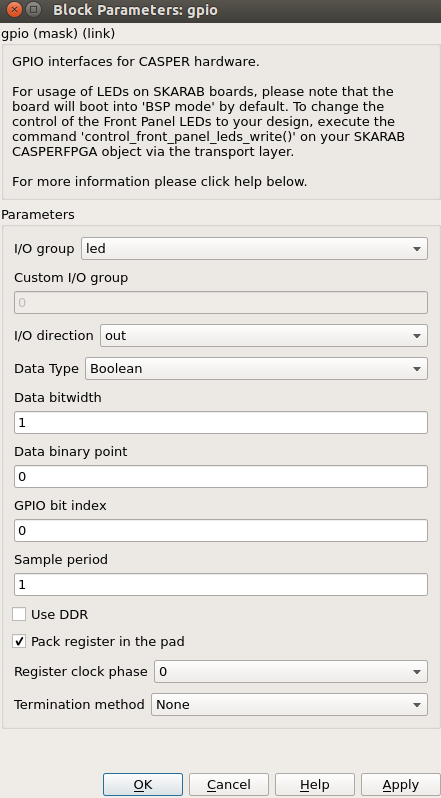 Block Parameters: gpio
gpio (mask) (link)
GPIO interfaces for CASPER hardware.
For usage of LEDs on SKARAB boards, please note that the
board will boot into 'BSP mode' by default. To change the
control of the Front Panel LEDs to your design, execute the
command 'control_front_panel_leds_write()' on your SKARAB
CASPERFPGA object via the transport layer.
For more information please click help below.
Parameters
I/O group led
Custom I/O group
0
I/O direction out
Data Type Boolean
Data bitwidth
1
Data binary point
0
GPIO bit index
0
Sample period
1
Use DDR
Pack register in the pad
Register clock phase 0
Termination method None
OK Cancel Help Apply